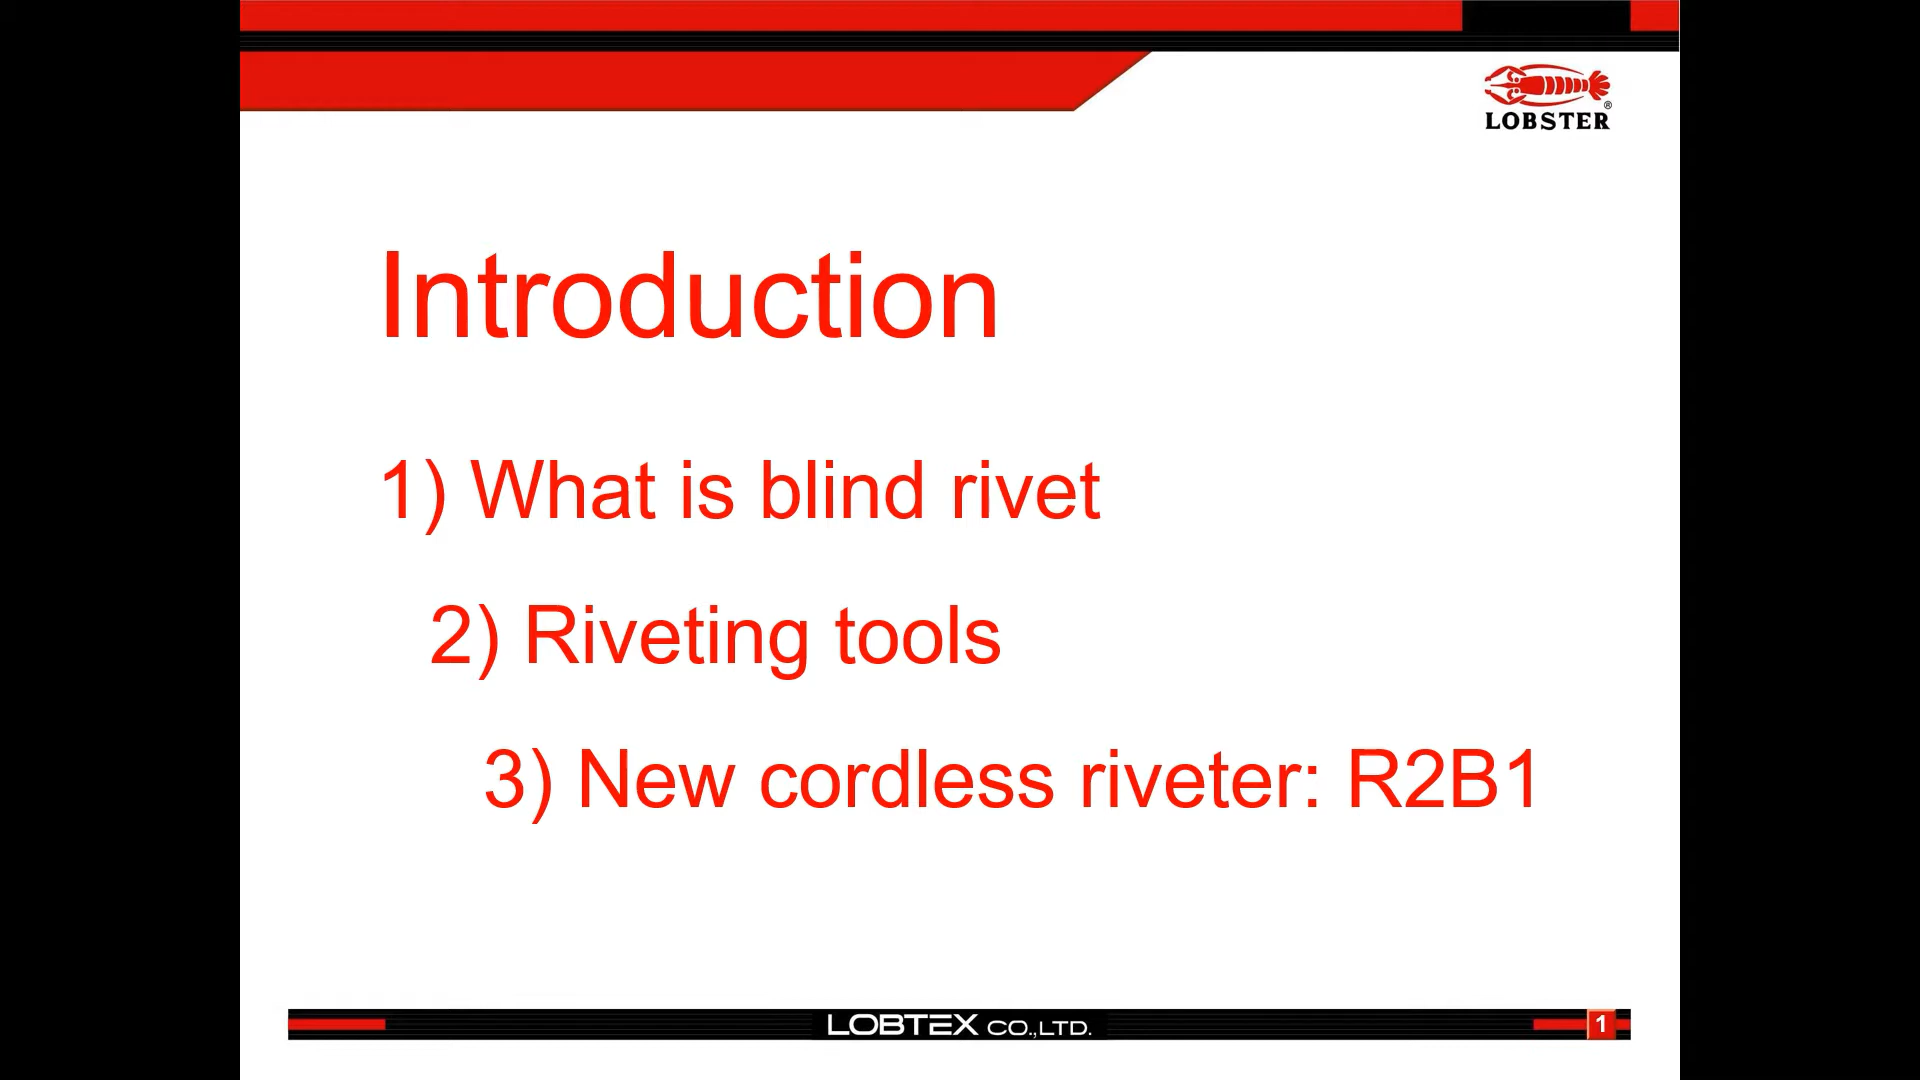 LOBSTER®
Introduction
1) What is blind rivet
2) Riveting tools
3) New cordless riveter: R2B1
LOBTEX CO.,LTD.
1